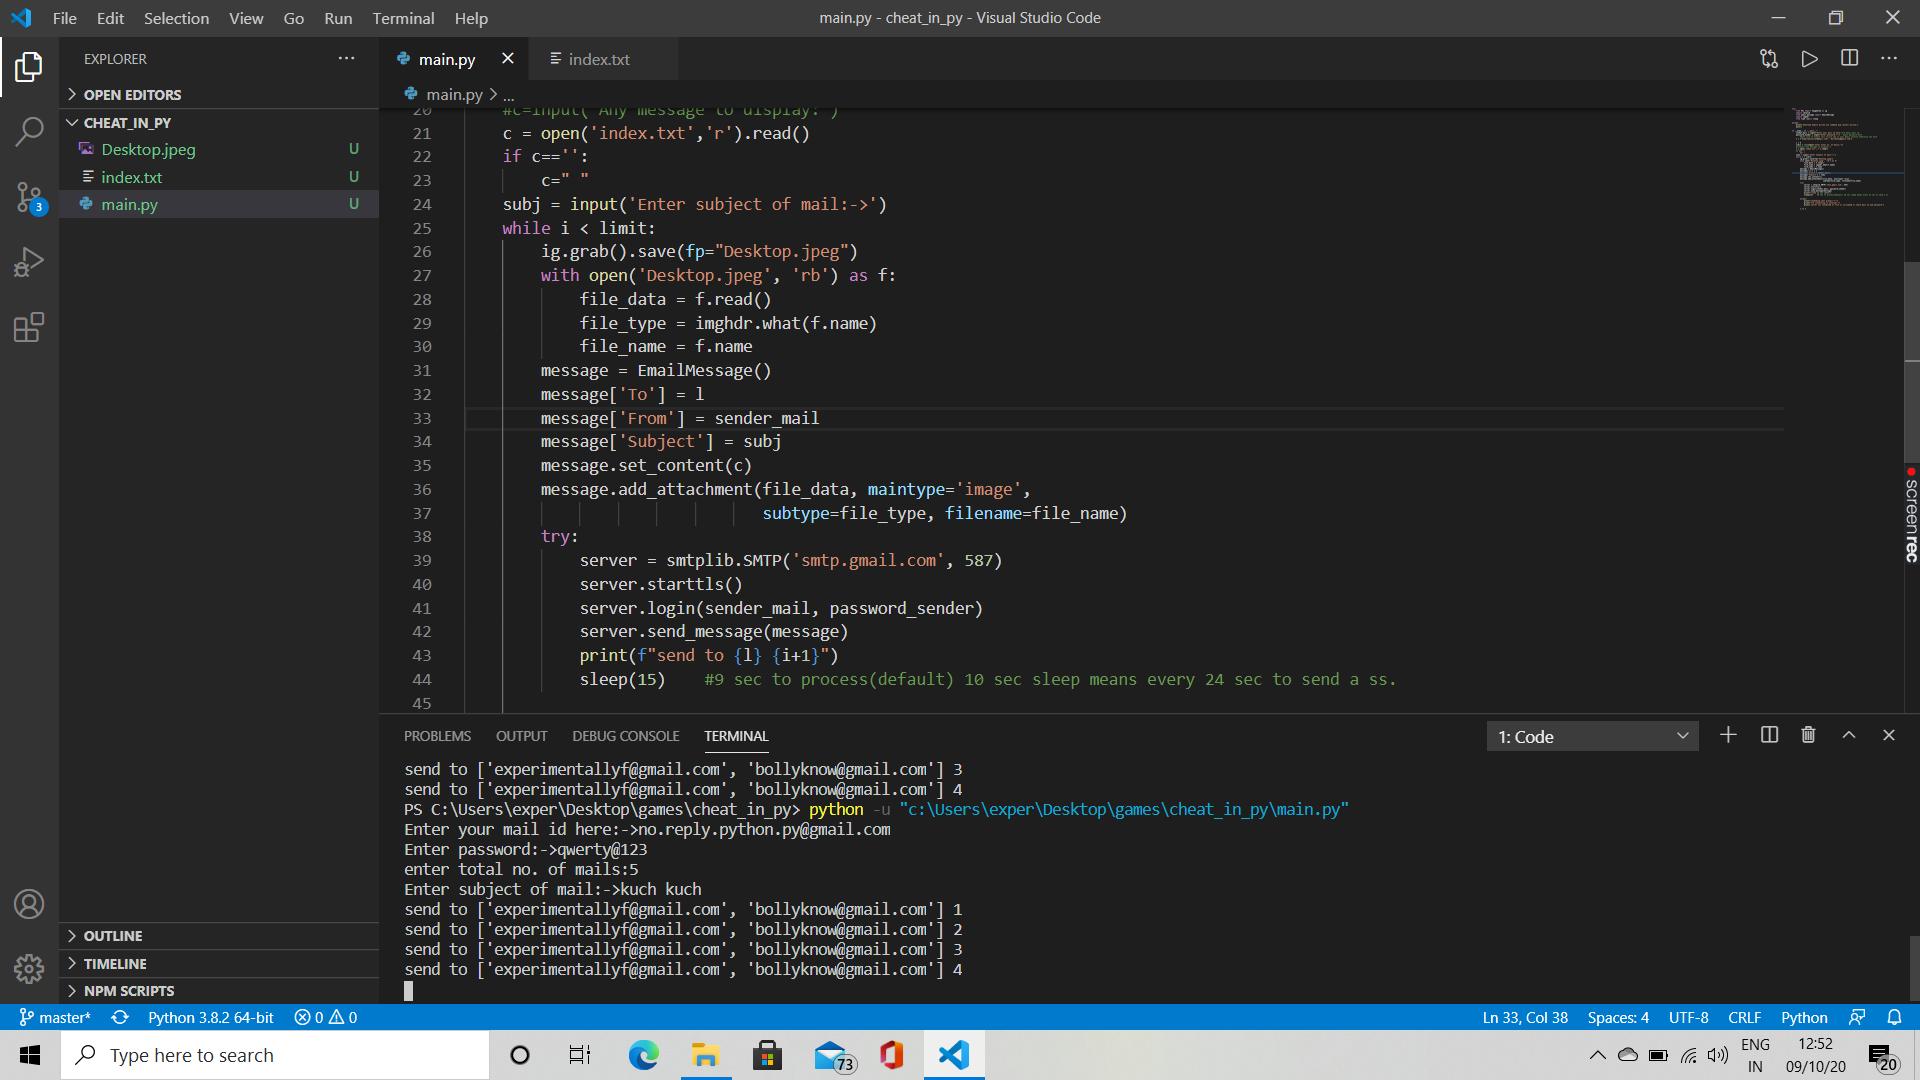 File Edit Selection View Go Run Terminal Help
main.py - cheat_in_py - Visual Studio Code
EXPLORER
OPEN EDITORS
CHEAT_IN_PY
Desktop.jpeg U
index.txt U
main.py U
3
OUTLINE
TIMELINE
NPM SCRIPTS
main.py
index.txt
main.py > ...
20 #c=input('Any message to display:')
21 c = open('index.txt','r').read()
22 if c=='':
23 c=" "
24 subj = input('Enter subject of mail:->')
25 while i < limit:
26 ig.grab().save(fp="Desktop.jpeg")
27 with open('Desktop.jpeg', 'rb') as f:
28 file_data = f.read()
29 file_type = imghdr.what(f.name)
30 file_name = f.name
31 message = EmailMessage()
32 message['To'] = l
33 message['From'] = sender_mail
34 message['Subject'] = subj
35 message.set_content(c)
36 message.add_attachment(file_data, maintype='image',
37 subtype=file_type, filename=file_name)
38 try:
39 server = smtplib.SMTP('smtp.gmail.com', 587)
40 server.starttls()
41 server.login(sender_mail, password_sender)
42 server.send_message(message)
43 print(f"send to {l} {i+1}")
44 sleep(15) #9 sec to process(default) 10 sec sleep means every 24 sec to send a ss.
45
screenrec
PROBLEMS OUTPUT DEBUG CONSOLE TERMINAL
1: Code
send to ['experimentallyf@gmail.com', 'bollyknow@gmail.com'] 3
send to ['experimentallyf@gmail.com', 'bollyknow@gmail.com'] 4
PS C:\Users\exper\Desktop\games\cheat_in_py> python -u "c:\Users\exper\Desktop\games\cheat_in_py\main.py"
Enter your mail id here:->no.reply.python.py@gmail.com
Enter password:->qwerty@123
enter total no. of mails:5
Enter subject of mail:->kuch kuch
send to ['experimentallyf@gmail.com', 'bollyknow@gmail.com'] 1
send to ['experimentallyf@gmail.com', 'bollyknow@gmail.com'] 2
send to ['experimentallyf@gmail.com', 'bollyknow@gmail.com'] 3
send to ['experimentallyf@gmail.com', 'bollyknow@gmail.com'] 4
master* Python 3.8.2 64-bit 0 0 Ln 33, Col 38 Spaces: 4 UTF-8 CRLF Python
Type here to search
73
ENG
IN
12:52
09/10/20
20